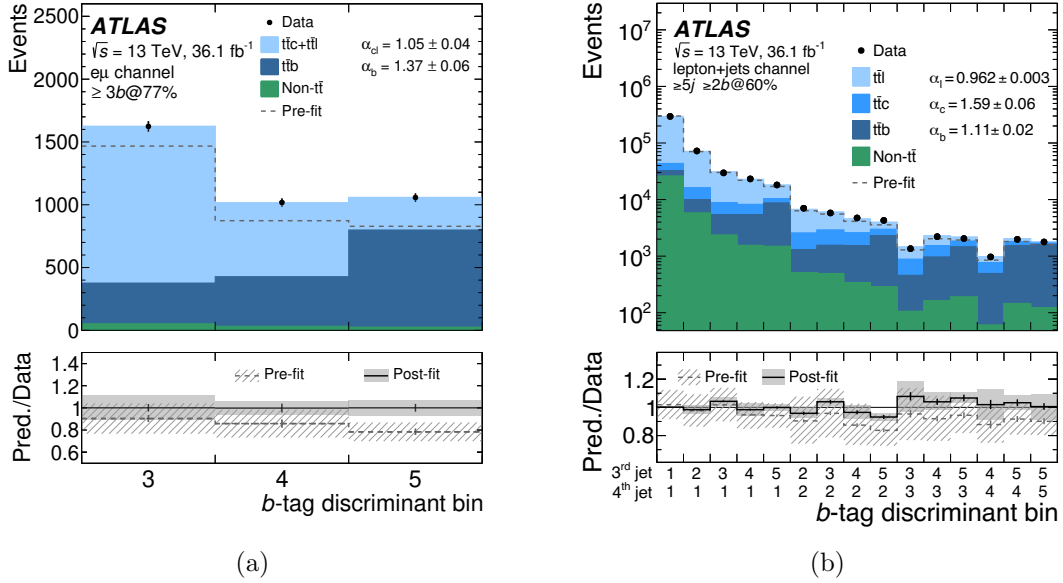 Events
2500
2000
1500
1000
500
0
ATLAS
√s = 13 TeV, 36.1 fb⁻¹
eμ channel
≥ 3b@77%
Data
tt̄c+tt̄l
tt̄b
Non-tt̄
Pre-fit
α_cl = 1.05 ± 0.04
α_b = 1.37 ± 0.06
Pred./Data
1.4
1.2
1
0.8
0.6
Pre-fit
Post-fit
3 4 5
b-tag discriminant bin
(a)
Events
10⁷
10⁶
10⁵
10⁴
10³
10²
ATLAS
√s = 13 TeV, 36.1 fb⁻¹
lepton+jets channel
≥5j ≥2b@60%
Data
tt̄l
tt̄c
tt̄b
Non-tt̄
Pre-fit
α_l = 0.962 ± 0.003
α_c = 1.59 ± 0.06
α_b = 1.11 ± 0.02
Pred./Data
1.2
1
0.8
Pre-fit
Post-fit
3ʳᵈ jet 1 2 3 4 5 2 3 4 5 3 4 5 4 5 5
4ᵗʰ jet 1 1 1 1 1 2 2 2 2 3 3 3 4 4 5
b-tag discriminant bin
(b)